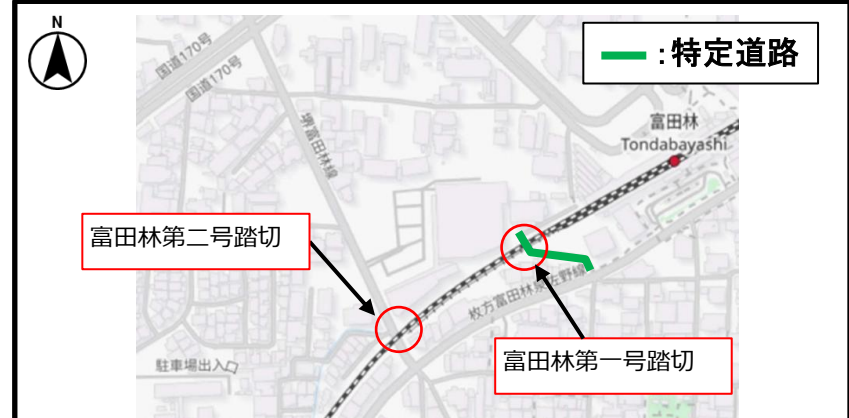 N
: 特定道路
国道170号
国道170号
堺富田林線
富田林
Tondabayashi
富田林第二号踏切
枚方富田林泉佐野線
駐車場出入口
富田林第一号踏切